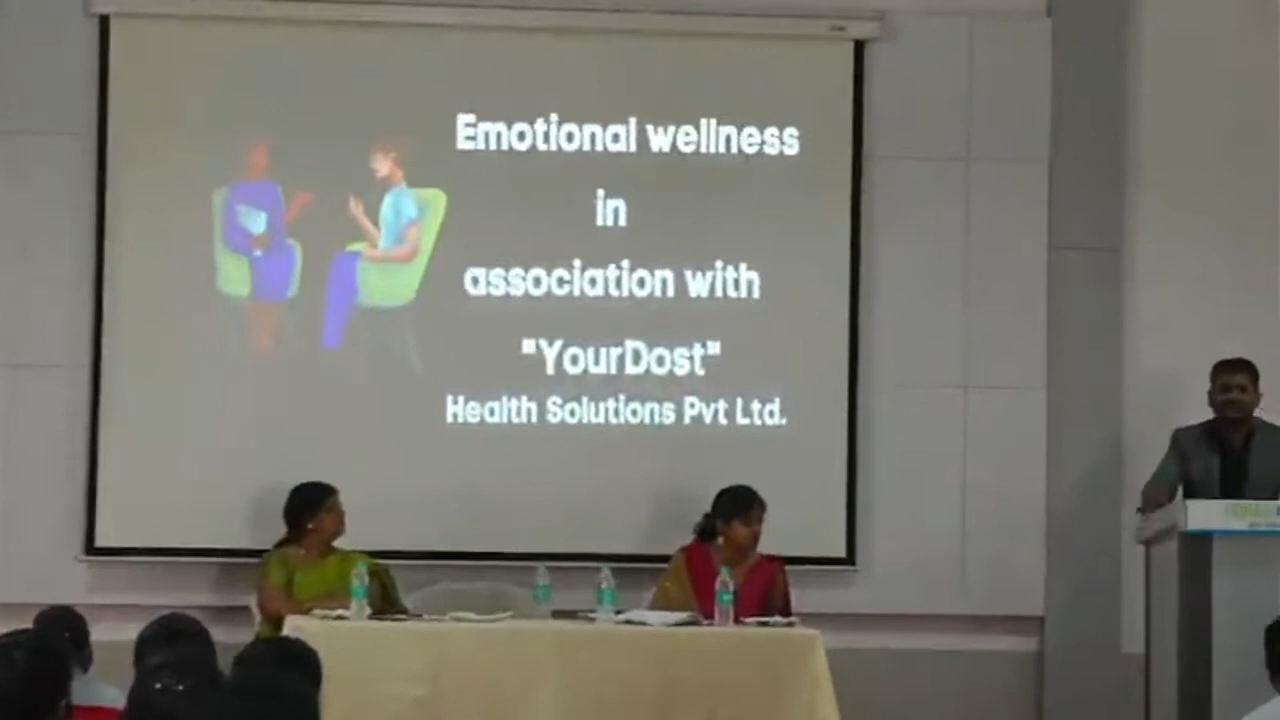 Emotional wellness
in
association with
"YourDost"
Health Solutions Pvt Ltd.